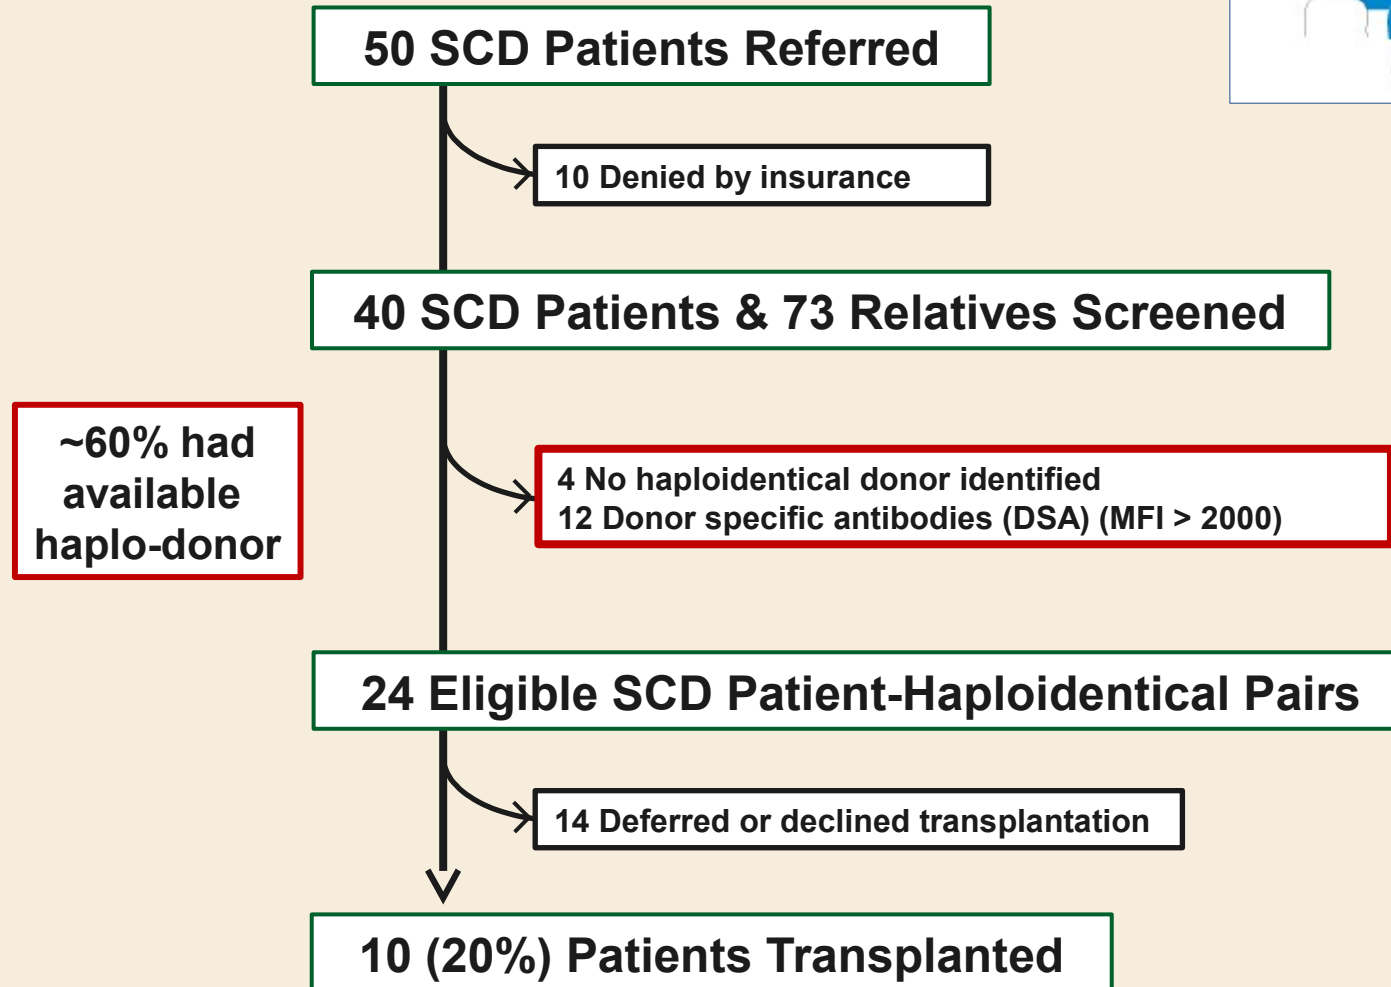 50 SCD Patients Referred
10 Denied by insurance
40 SCD Patients & 73 Relatives Screened
~60% had
available
haplo-donor
4 No haploidentical donor identified
12 Donor specific antibodies (DSA) (MFI > 2000)
24 Eligible SCD Patient-Haploidentical Pairs
14 Deferred or declined transplantation
10 (20%) Patients Transplanted